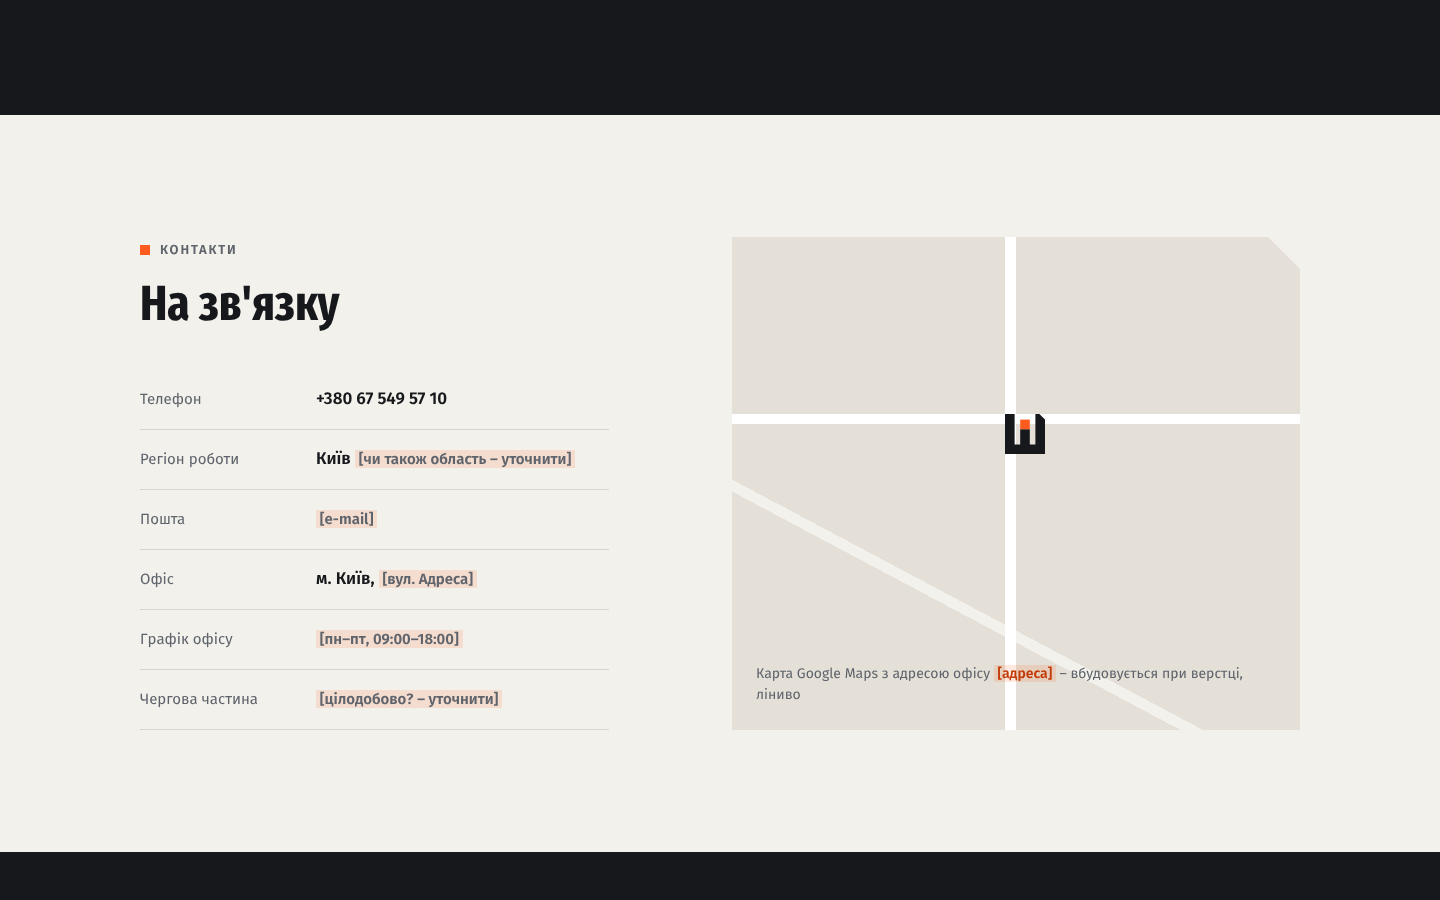 КОНТАКТИ
На зв'язку
Телефон +380 67 549 57 10
Регіон роботи Київ [чи також область – уточнити]
Пошта [e-mail]
Офіс м. Київ, [вул. Адреса]
Графік офісу [пн–пт, 09:00–18:00]
Чергова частина [цілодобово? – уточнити]
Карта Google Maps з адресою офісу [адреса] – вбудовується при верстці,
ліниво